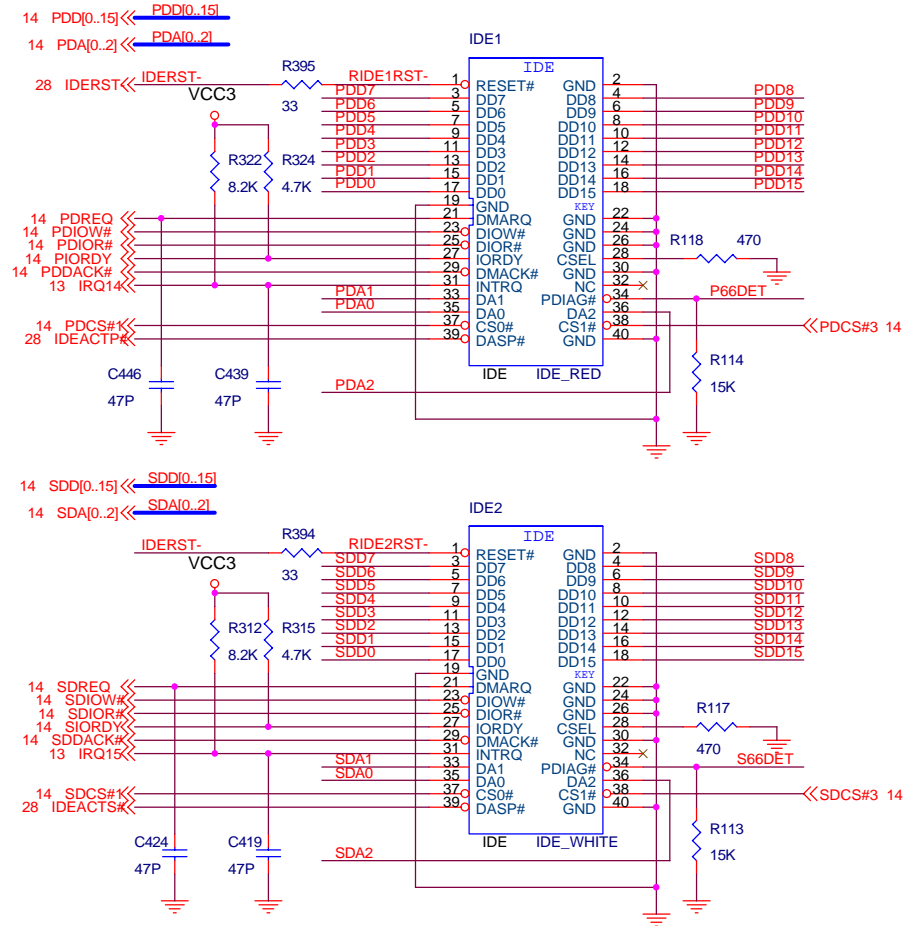 14 PDD[0..15] PDD[0..15]
14 PDA[0..2] PDA[0..2]
IDE1
28 IDERST IDERST- R395 33 RIDE1RST-
VCC3
IDE
1 RESET# GND 2
PDD7 3 DD7 DD8 4 PDD8
PDD6 5 DD6 DD9 6 PDD9
PDD5 7 DD5 DD10 8 PDD10
PDD4 9 DD4 DD11 10 PDD11
PDD3 11 DD3 DD12 12 PDD12
PDD2 13 DD2 DD13 14 PDD13
PDD1 15 DD1 DD14 16 PDD14
PDD0 17 DD0 DD15 18 PDD15
R322 R324
8.2K 4.7K
19 GND KEY
14 PDREQ 21 DMARQ GND 22
14 PDIOW# 23 DIOW# GND 24
14 PDIOR# 25 DIOR# GND 26
14 PIORDY 27 IORDY CSEL 28 R118 470
14 PDDACK# 29 DMACK# GND 30
13 IRQ14 31 INTRQ NC 32
PDA1 33 DA1 PDIAG# 34 P66DET
PDA0 35 DA0 DA2 36
14 PDCS#1 37 CS0# CS1# 38 PDCS#3 14
28 IDEACTP# 39 DASP# GND 40
C446 C439 IDE IDE_RED R114
47P 47P PDA2 15K
14 SDD[0..15] SDD[0..15]
14 SDA[0..2] SDA[0..2]
IDE2
IDERST- R394 33 RIDE2RST-
VCC3
IDE
1 RESET# GND 2
SDD7 3 DD7 DD8 4 SDD8
SDD6 5 DD6 DD9 6 SDD9
SDD5 7 DD5 DD10 8 SDD10
SDD4 9 DD4 DD11 10 SDD11
SDD3 11 DD3 DD12 12 SDD12
SDD2 13 DD2 DD13 14 SDD13
SDD1 15 DD1 DD14 16 SDD14
SDD0 17 DD0 DD15 18 SDD15
R312 R315
8.2K 4.7K
19 GND KEY
14 SDREQ 21 DMARQ GND 22
14 SDIOW# 23 DIOW# GND 24
14 SDIOR# 25 DIOR# GND 26
14 SIORDY 27 IORDY CSEL 28 R117 470
14 SDDACK# 29 DMACK# GND 30
13 IRQ15 31 INTRQ NC 32
SDA1 33 DA1 PDIAG# 34 S66DET
SDA0 35 DA0 DA2 36
14 SDCS#1 37 CS0# CS1# 38 SDCS#3 14
28 IDEACTS# 39 DASP# GND 40
C424 C419 IDE IDE_WHITE R113
47P 47P SDA2 15K